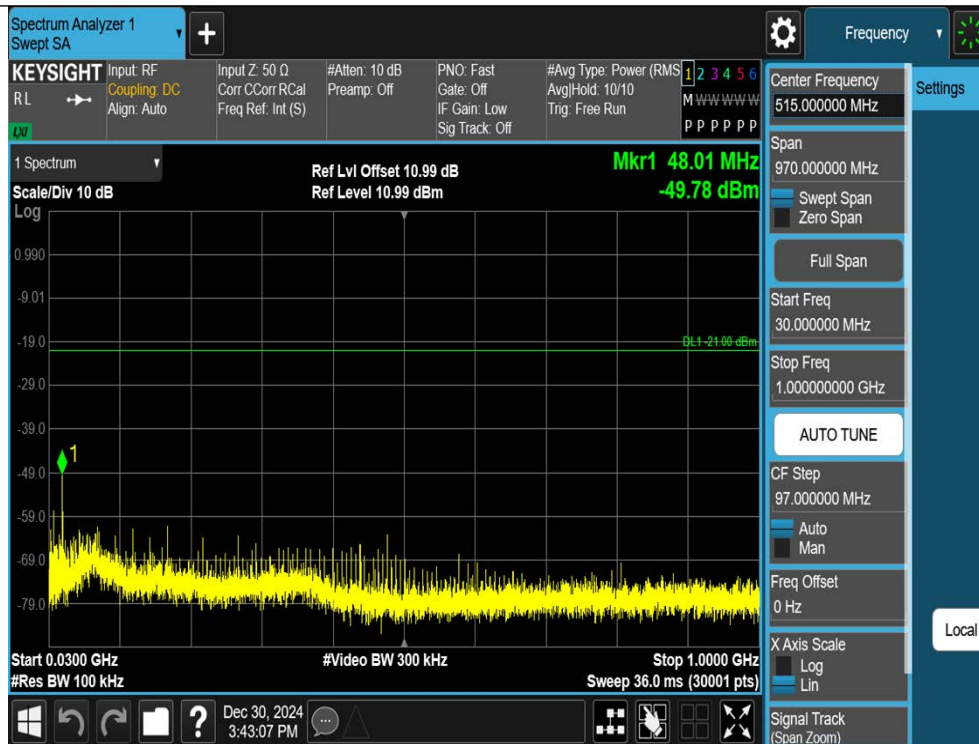 Spectrum Analyzer 1
Swept SA
+
Frequency
KEYSIGHT
RL
LXI
Input: RF
Coupling: DC
Align: Auto
Input Z: 50 Ω
Corr CCorr RCal
Freq Ref: Int (S)
#Atten: 10 dB
Preamp: Off
PNO: Fast
Gate: Off
IF Gain: Low
Sig Track: Off
#Avg Type: Power (RMS
Avg|Hold: 10/10
Trig: Free Run
1 2 3 4 5 6
M W W W W W
P P P P P P
1 Spectrum
Scale/Div 10 dB
Log
Ref Lvl Offset 10.99 dB
Ref Level 10.99 dBm
Mkr1 48.01 MHz
-49.78 dBm
0.990
-9.01
-19.0
-29.0
-39.0
-49.0
-59.0
-69.0
-79.0
DL1 -21.00 dBm
1
Start 0.0300 GHz
#Res BW 100 kHz
#Video BW 300 kHz
Stop 1.0000 GHz
Sweep 36.0 ms (30001 pts)
?
Dec 30, 2024
3:43:07 PM
Center Frequency
515.000000 MHz
Span
970.000000 MHz
Swept Span
Zero Span
Full Span
Start Freq
30.000000 MHz
Stop Freq
1.000000000 GHz
AUTO TUNE
CF Step
97.000000 MHz
Auto
Man
Freq Offset
0 Hz
X Axis Scale
Log
Lin
Signal Track
(Span Zoom)
Settings
Local